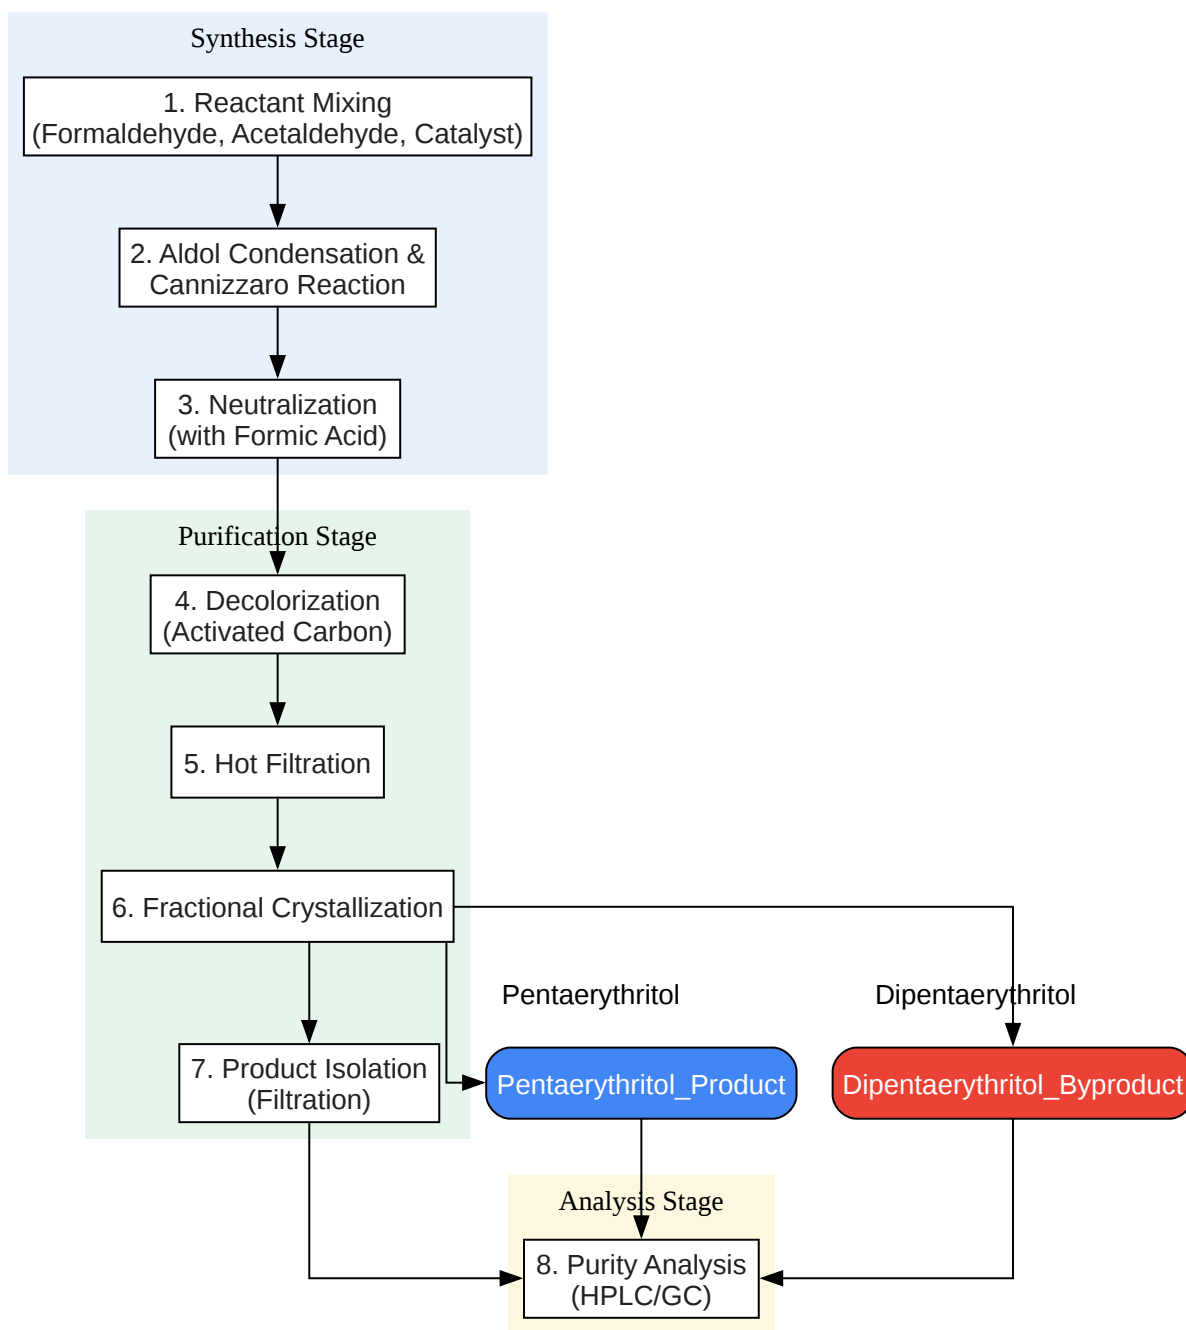 Synthesis Stage
1. Reactant Mixing
(Formaldehyde, Acetaldehyde, Catalyst)
2. Aldol Condensation &
Cannizzaro Reaction
3. Neutralization
(with Formic Acid)
Purification Stage
4. Decolorization
(Activated Carbon)
5. Hot Filtration
6. Fractional Crystallization
Pentaerythritol
Dipentaerythritol
7. Product Isolation
(Filtration)
Pentaerythritol_Product
Dipentaerythritol_Byproduct
Analysis Stage
8. Purity Analysis
(HPLC/GC)